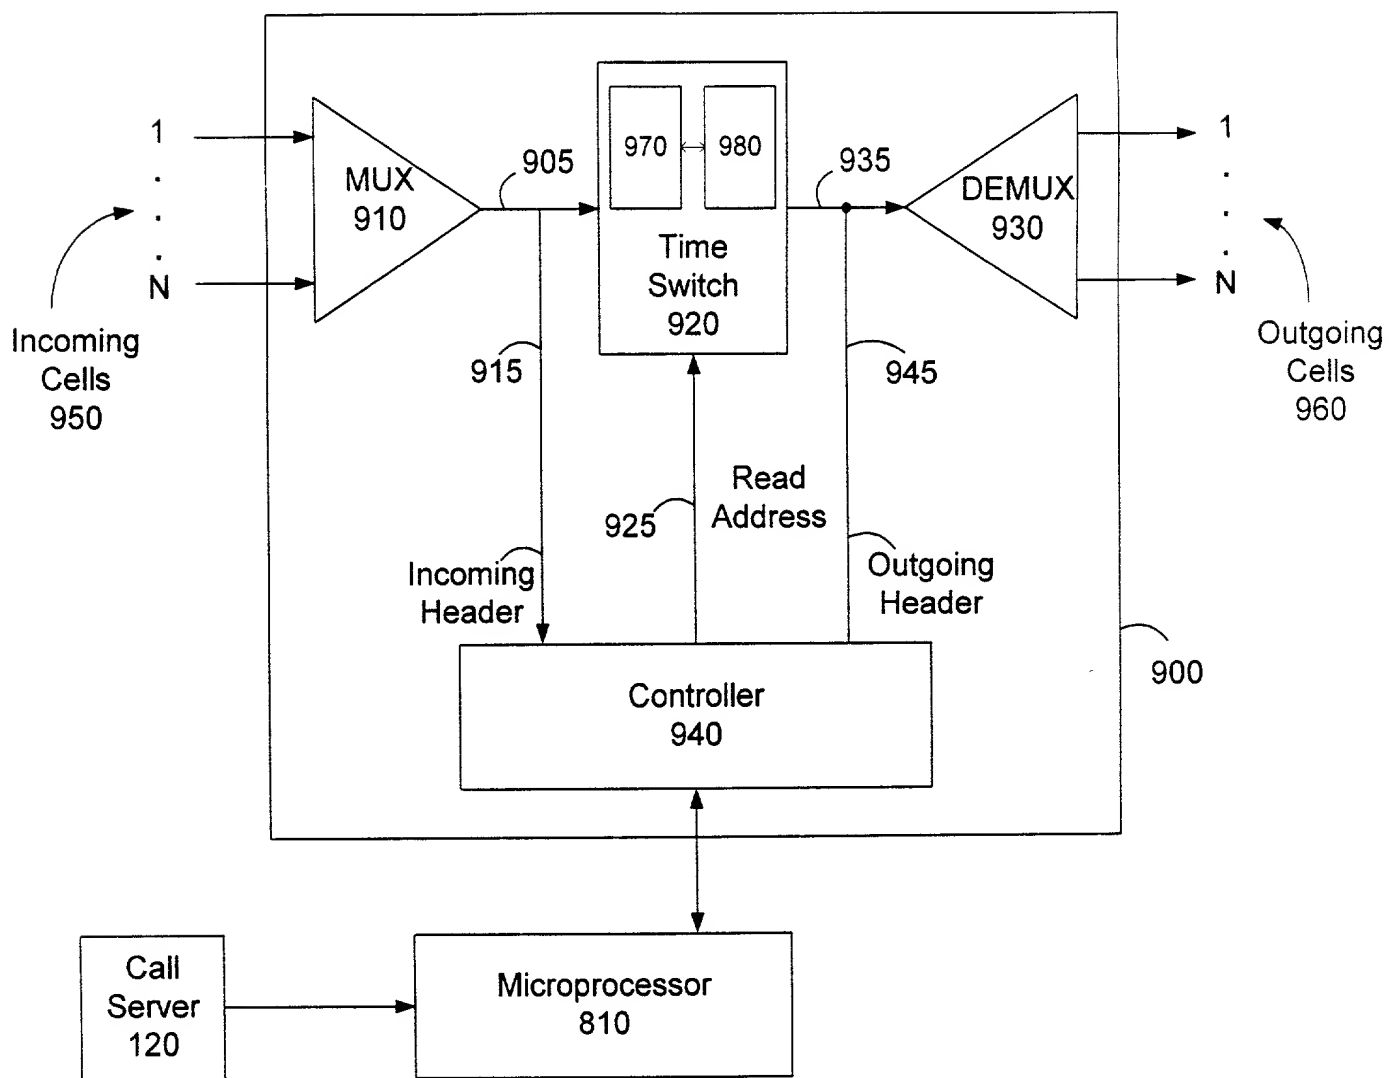 1
N
Incoming
Cells
950
MUX
910
905
970
980
Time
Switch
920
935
DEMUX
930
1
N
Outgoing
Cells
960
915
925
945
Read
Address
Incoming
Header
Outgoing
Header
900
Controller
940
Call
Server
120
Microprocessor
810